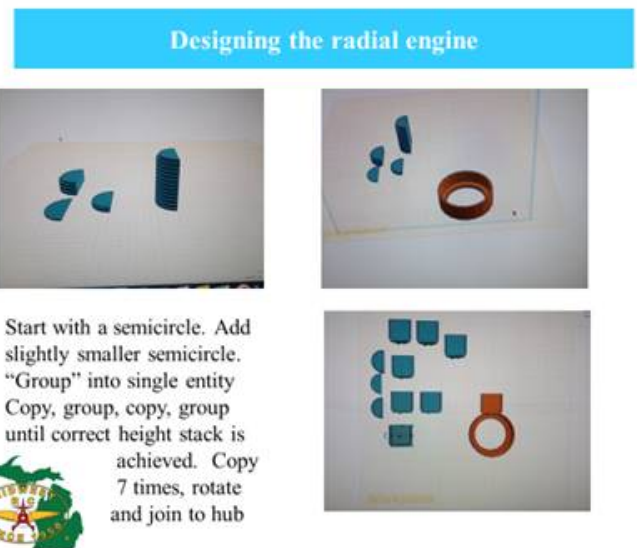 Designing the radial engine
Start with a semicircle. Add
slightly smaller semicircle.
“Group” into single entity
Copy, group, copy, group
until correct height stack is
achieved. Copy
7 times, rotate
and join to hub